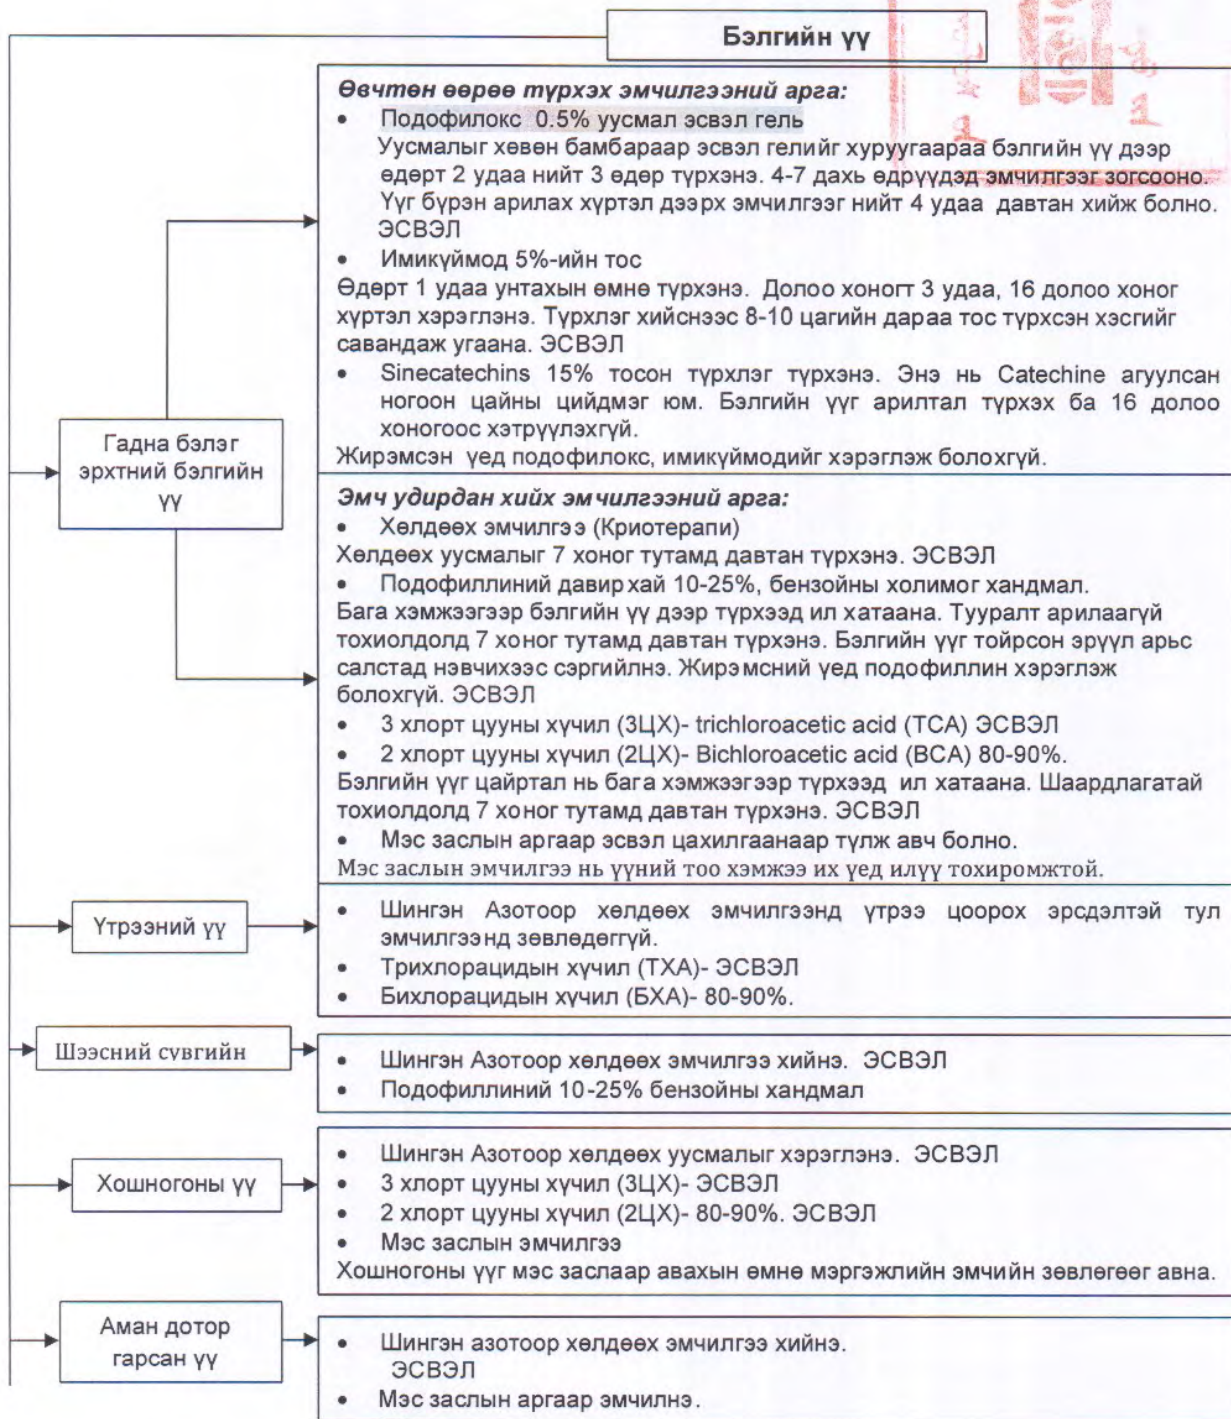 Бэлгийн үү
Өвчтөн өөрөө түрхэх эмчилгээний арга:
• Подофилокс 0.5% уусмал эсвэл гель
Уусмалыг хөвөн бамбараар эсвэл гелийг хуруугаараа бэлгийн үү дээр
өдөрт 2 удаа нийт 3 өдөр түрхэнэ. 4-7 дахь өдрүүдэд эмчилгээг зогсооно.
Үүг бүрэн арилах хүртэл дээрх эмчилгээг нийт 4 удаа давтан хийж болно.
ЭСВЭЛ
• Имикүймод 5%-ийн тос
Өдөрт 1 удаа унтахын өмнө түрхэнэ. Долоо хоногт 3 удаа, 16 долоо хоног
хүртэл хэрэглэнэ. Түрхлэг хийснээс 8-10 цагийн дараа тос түрхсэн хэсгийг
савандаж угаана. ЭСВЭЛ
• Sinecatechins 15% тосон түрхлэг түрхэнэ. Энэ нь Catechine агуулсан
ногоон цайны цийдмэг юм. Бэлгийн үүг арилтал түрхэх ба 16 долоо
хоногоос хэтрүүлэхгүй.
Жирэмсэн үед подофилокс, имикүймодийг хэрэглэж болохгүй.
Гадна бэлэг
эрхтний бэлгийн
үү
Эмч удирдан хийх эмчилгээний арга:
• Хөлдөөх эмчилгээ (Криотерапи)
Хөлдөөх уусмалыг 7 хоног тутамд давтан түрхэнэ. ЭСВЭЛ
• Подофиллиний давирхай 10-25%, бензойны холимог хандмал.
Бага хэмжээгээр бэлгийн үү дээр түрхээд ил хатаана. Тууралт арилаагүй
тохиолдолд 7 хоног тутамд давтан түрхэнэ. Бэлгийн үүг тойрсон эрүүл арьс
салстад нэвчихээс сэргийлнэ. Жирэмсний үед подофиллин хэрэглэж
болохгүй. ЭСВЭЛ
• 3 хлорт цууны хүчил (3ЦХ)- trichloroacetic acid (TCA) ЭСВЭЛ
• 2 хлорт цууны хүчил (2ЦХ)- Bichloroacetic acid (BCA) 80-90%.
Бэлгийн үүг цайртал нь бага хэмжээгээр түрхээд ил хатаана. Шаардлагатай
тохиолдолд 7 хоног тутамд давтан түрхэнэ. ЭСВЭЛ
• Мэс заслын аргаар эсвэл цахилгаанаар түлж авч болно.
Мэс заслын эмчилгээ нь үүний тоо хэмжээ их үед илүү тохиромжтой.
Үтрээний үү
• Шингэн Азотоор хөлдөөх эмчилгээнд үтрээ цоорох эрсдэлтэй тул
эмчилгээнд зөвлөдөггүй.
• Трихлорацидын хүчил (ТХА)- ЭСВЭЛ
• Бихлорацидын хүчил (БХА)- 80-90%.
Шээсний сүвгийн
• Шингэн Азотоор хөлдөөх эмчилгээ хийнэ. ЭСВЭЛ
• Подофиллиний 10-25% бензойны хандмал
Хошногоны үү
• Шингэн Азотоор хөлдөөх уусмалыг хэрэглэнэ. ЭСВЭЛ
• 3 хлорт цууны хүчил (3ЦХ)- ЭСВЭЛ
• 2 хлорт цууны хүчил (2ЦХ)- 80-90%. ЭСВЭЛ
• Мэс заслын эмчилгээ
Хошногоны үүг мэс заслаар авахын өмнө мэргэжлийн эмчийн зөвлөгөөг авна.
Аман дотор
гарсан үү
• Шингэн азотоор хөлдөөх эмчилгээ хийнэ.
ЭСВЭЛ
• Мэс заслын аргаар эмчилнэ.